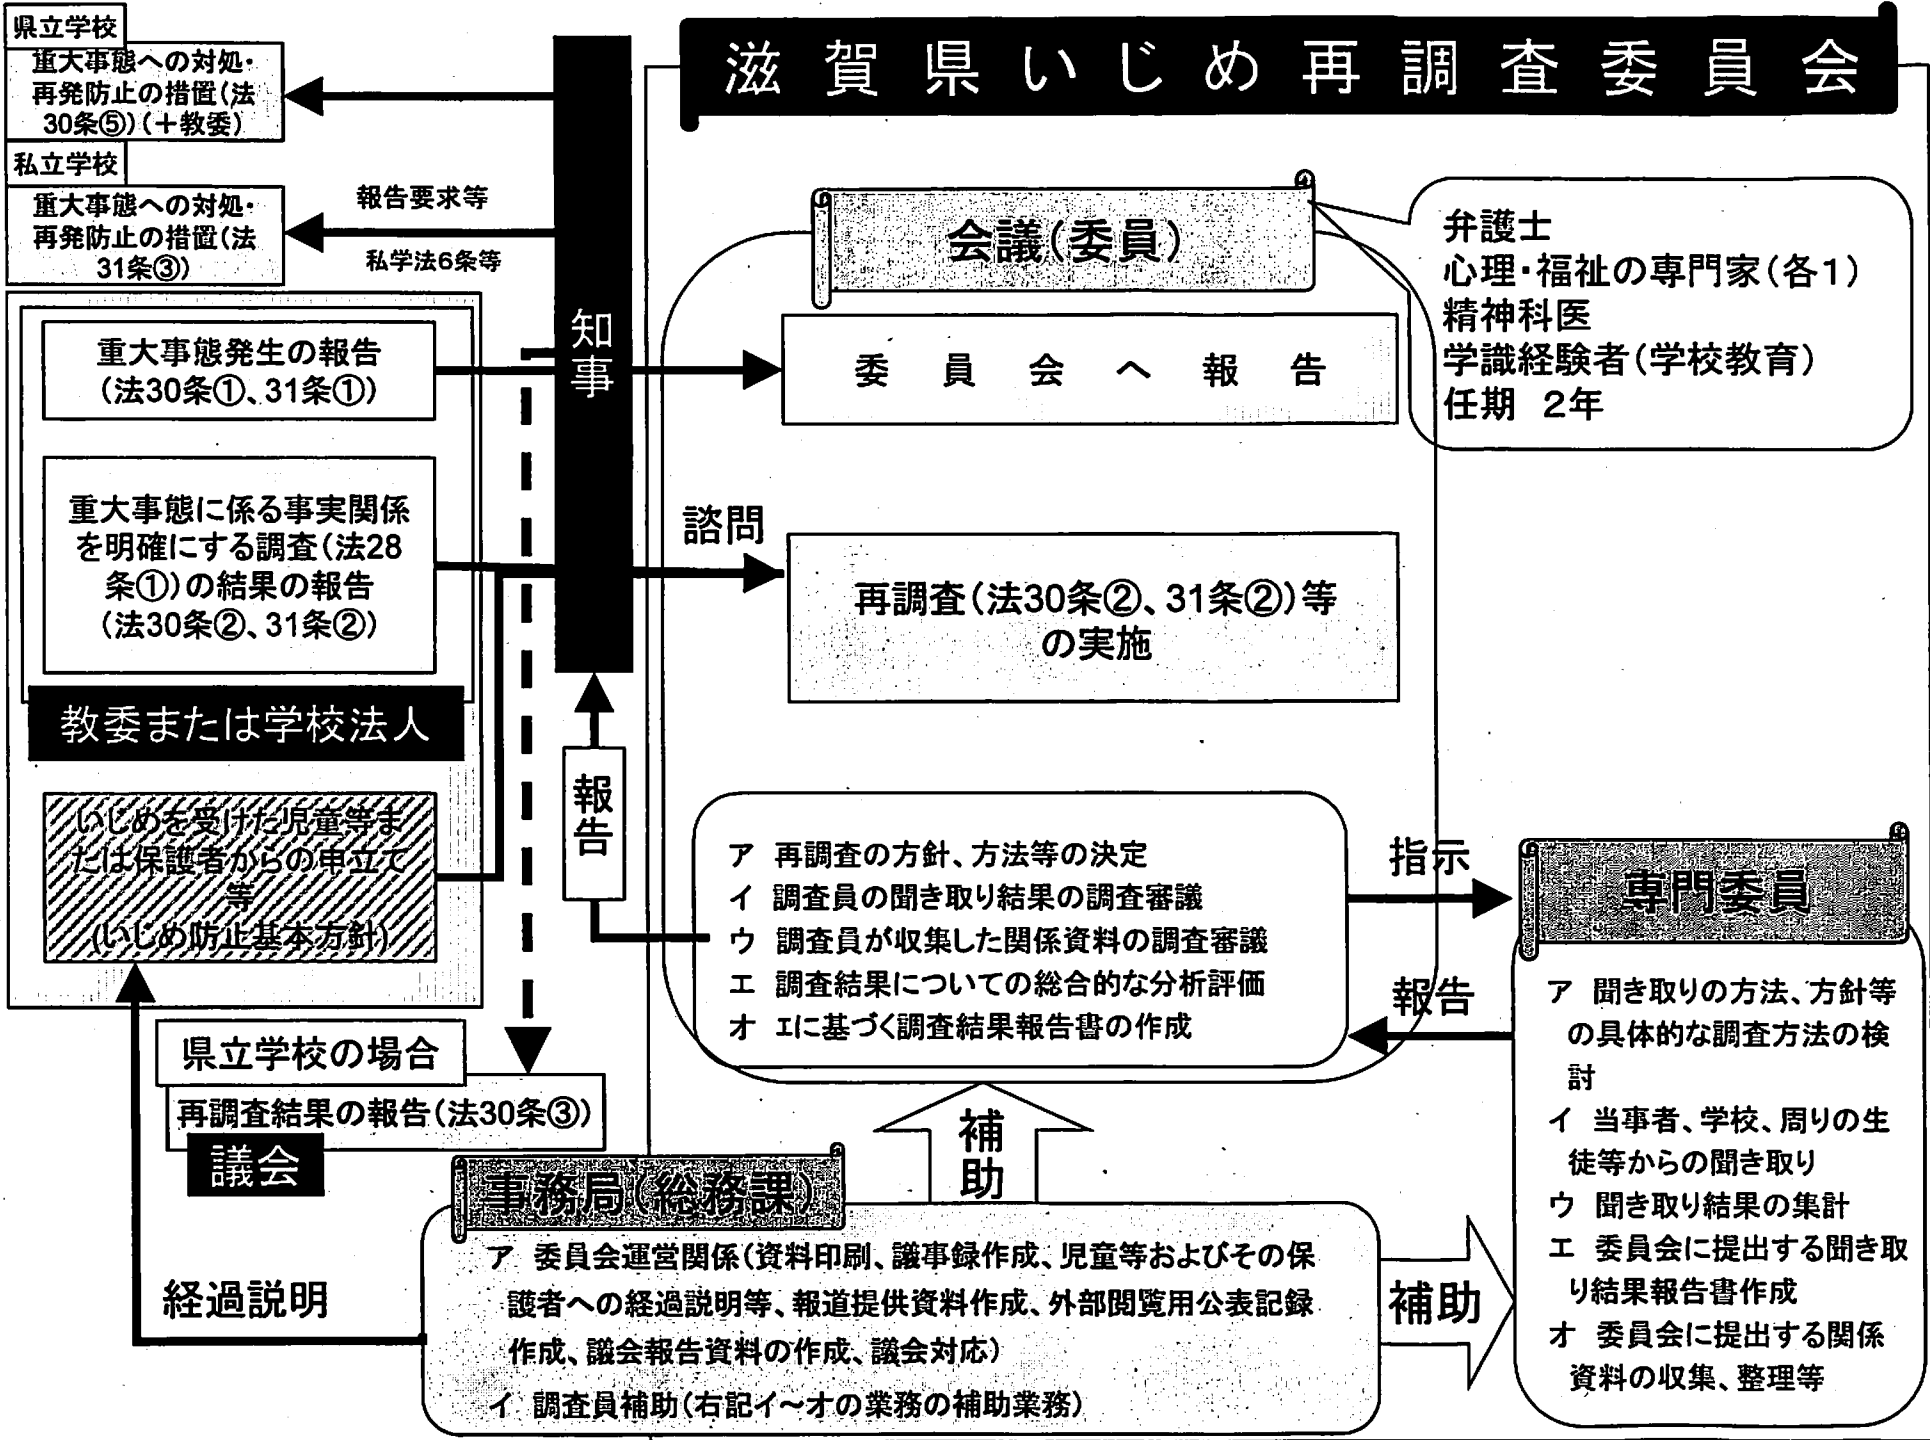 滋賀県いじめ再調査委員会
県立学校
重大事態への対処・
再発防止の措置(法
30条⑤)(＋教委)
私立学校
重大事態への対処・
再発防止の措置(法
31条③)
報告要求等
私学法6条等
知事
重大事態発生の報告
(法30条①、31条①)
重大事態に係る事実関係
を明確にする調査(法28
条①)の結果の報告
(法30条②、31条②)
教委または学校法人
いじめを受けた児童等ま
たは保護者からの申立て
等
(いじめ防止基本方針)
県立学校の場合
再調査結果の報告(法30条③)
議会
会議(委員)
弁護士
心理・福祉の専門家(各1)
精神科医
学識経験者(学校教育)
任期　2年
委員会へ報告
諮問
再調査(法30条②、31条②)等
の実施
報告
ア　再調査の方針、方法等の決定
イ　調査員の聞き取り結果の調査審議
ウ　調査員が収集した関係資料の調査審議
エ　調査結果についての総合的な分析評価
オ　ｴに基づく調査結果報告書の作成
指示
報告
専門委員
ア　聞き取りの方法、方針等
の具体的な調査方法の検
討
イ　当事者、学校、周りの生
徒等からの聞き取り
ウ　聞き取り結果の集計
エ　委員会に提出する聞き取
り結果報告書作成
オ　委員会に提出する関係
資料の収集、整理等
補助
事務局(総務課)
ア　委員会運営関係(資料印刷、議事録作成、児童等およびその保
護者への経過説明等、報道提供資料作成、外部閲覧用公表記録
作成、議会報告資料の作成、議会対応)
イ　調査員補助(右記イ～オの業務の補助業務)
補助
経過説明